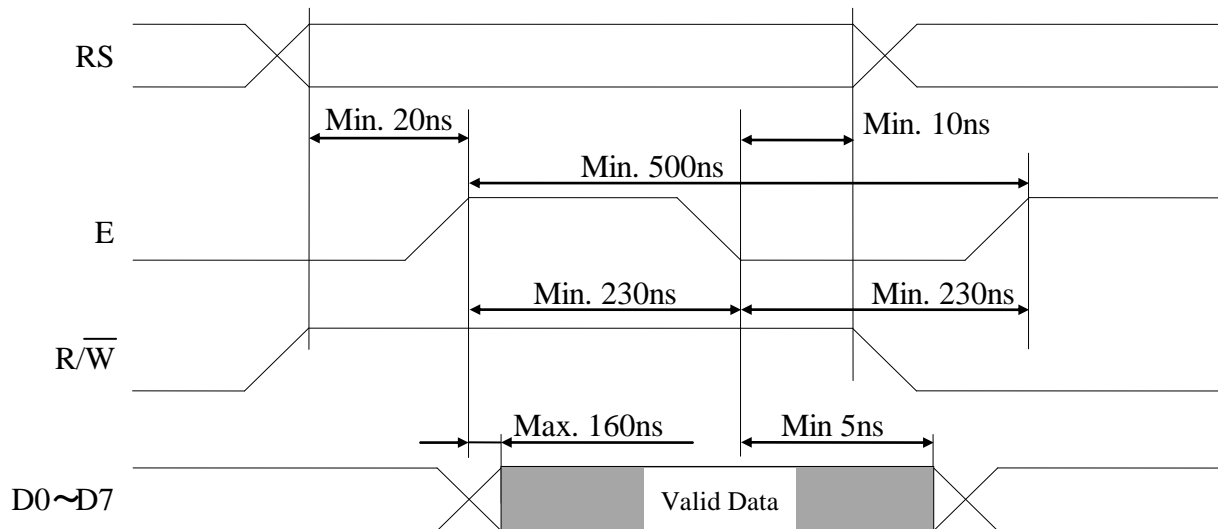 RS
Min. 20ns
Min. 10ns
Min. 500ns
E
Min. 230ns
Min. 230ns
R/W̅
Max. 160ns
Min 5ns
D0~D7
Valid Data